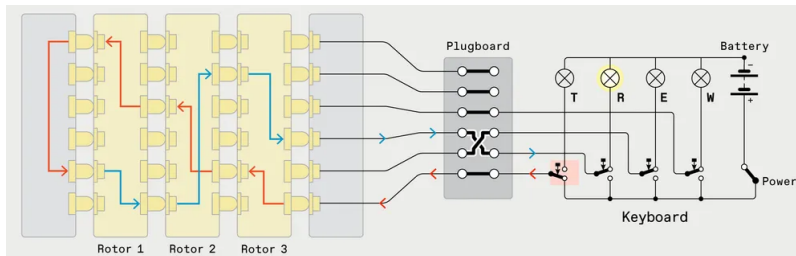 Plugboard
Battery
−
+
T
R
E
W
Power
Keyboard
Rotor 1
Rotor 2
Rotor 3